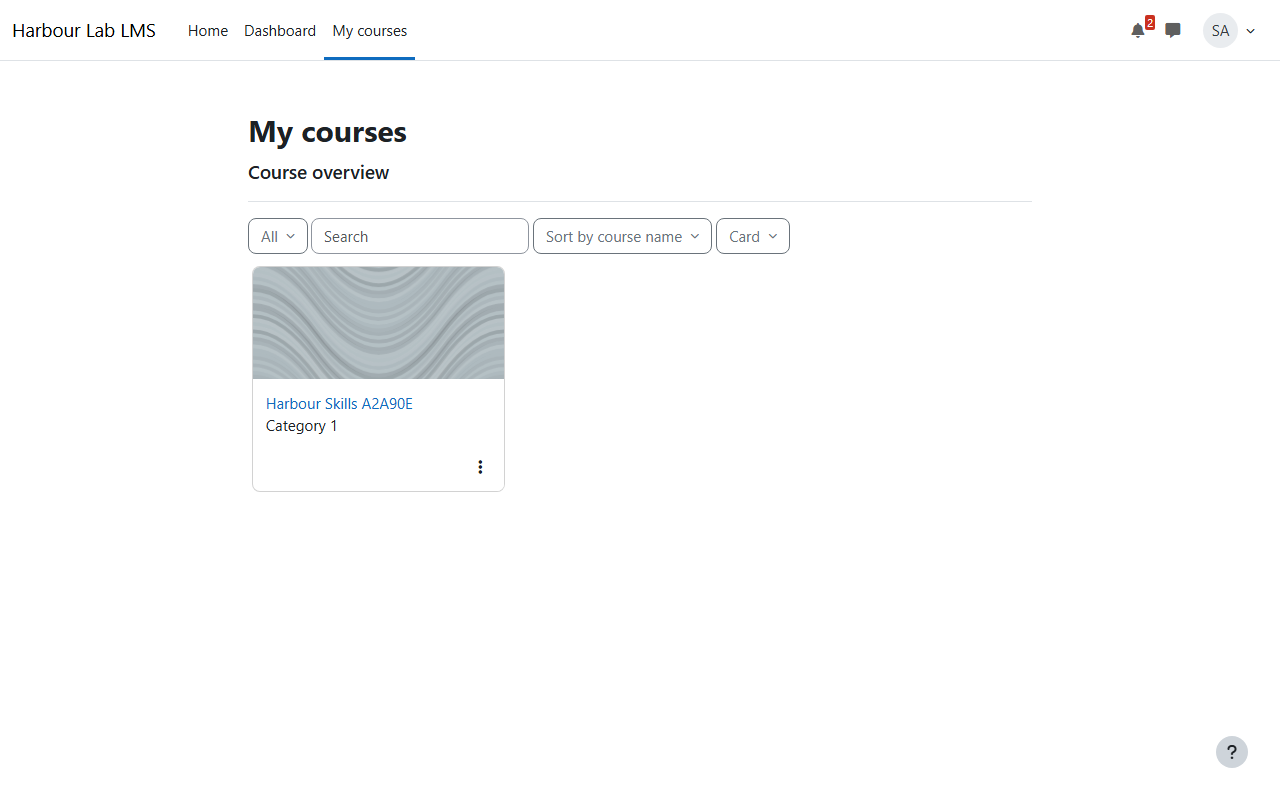 Harbour Lab LMS Home Dashboard My courses 2 SA
My courses
Course overview
All Search Sort by course name Card
Harbour Skills A2A90E
Category 1
?